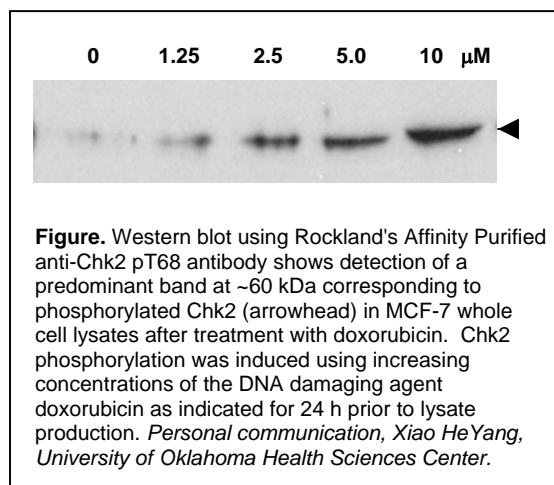 0 1.25 2.5 5.0 10 μM
Figure. Western blot using Rockland's Affinity Purified
anti-Chk2 pT68 antibody shows detection of a
predominant band at ~60 kDa corresponding to
phosphorylated Chk2 (arrowhead) in MCF-7 whole
cell lysates after treatment with doxorubicin. Chk2
phosphorylation was induced using increasing
concentrations of the DNA damaging agent
doxorubicin as indicated for 24 h prior to lysate
production. Personal communication, Xiao HeYang,
University of Oklahoma Health Sciences Center.